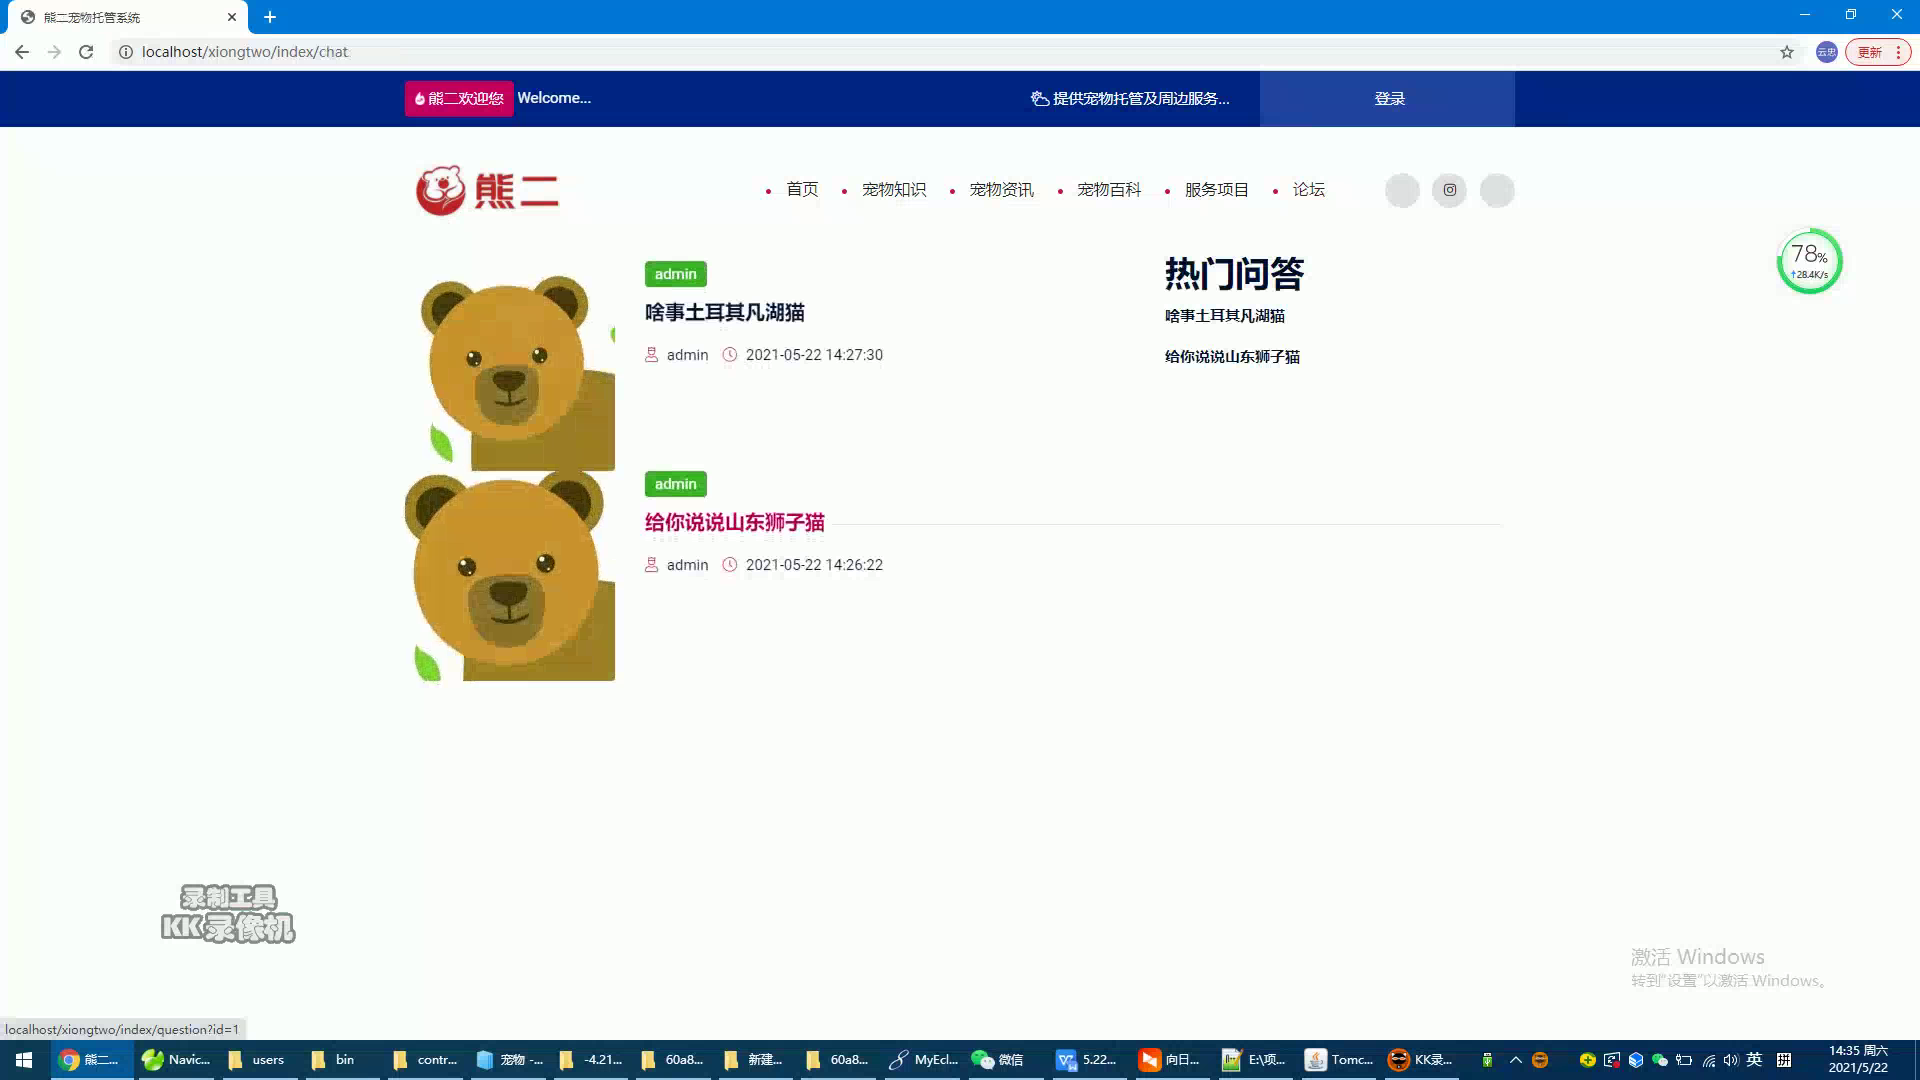 熊二宠物托管系统
localhost/xiongtwo/index/chat
云忠
更新
熊二欢迎您 Welcome...
提供宠物托管及周边服务...
登录
熊二
首页
宠物知识
宠物资讯
宠物百科
服务项目
论坛
78%
↑28.4K/s
admin
啥事土耳其凡湖猫
admin 2021-05-22 14:27:30
热门问答
啥事土耳其凡湖猫
给你说说山东狮子猫
admin
给你说说山东狮子猫
admin 2021-05-22 14:26:22
录制工具
KK录像机
激活 Windows
转到"设置"以激活 Windows。
localhost/xiongtwo/index/question?id=1
熊二...
Navic...
users
bin
contr...
宠物 -...
-4.21...
60a8...
新建...
60a8...
MyEcl...
微信
5.22...
向日...
E:\项...
Tomc...
KK录...
英
拼
14:35 周六
2021/5/22